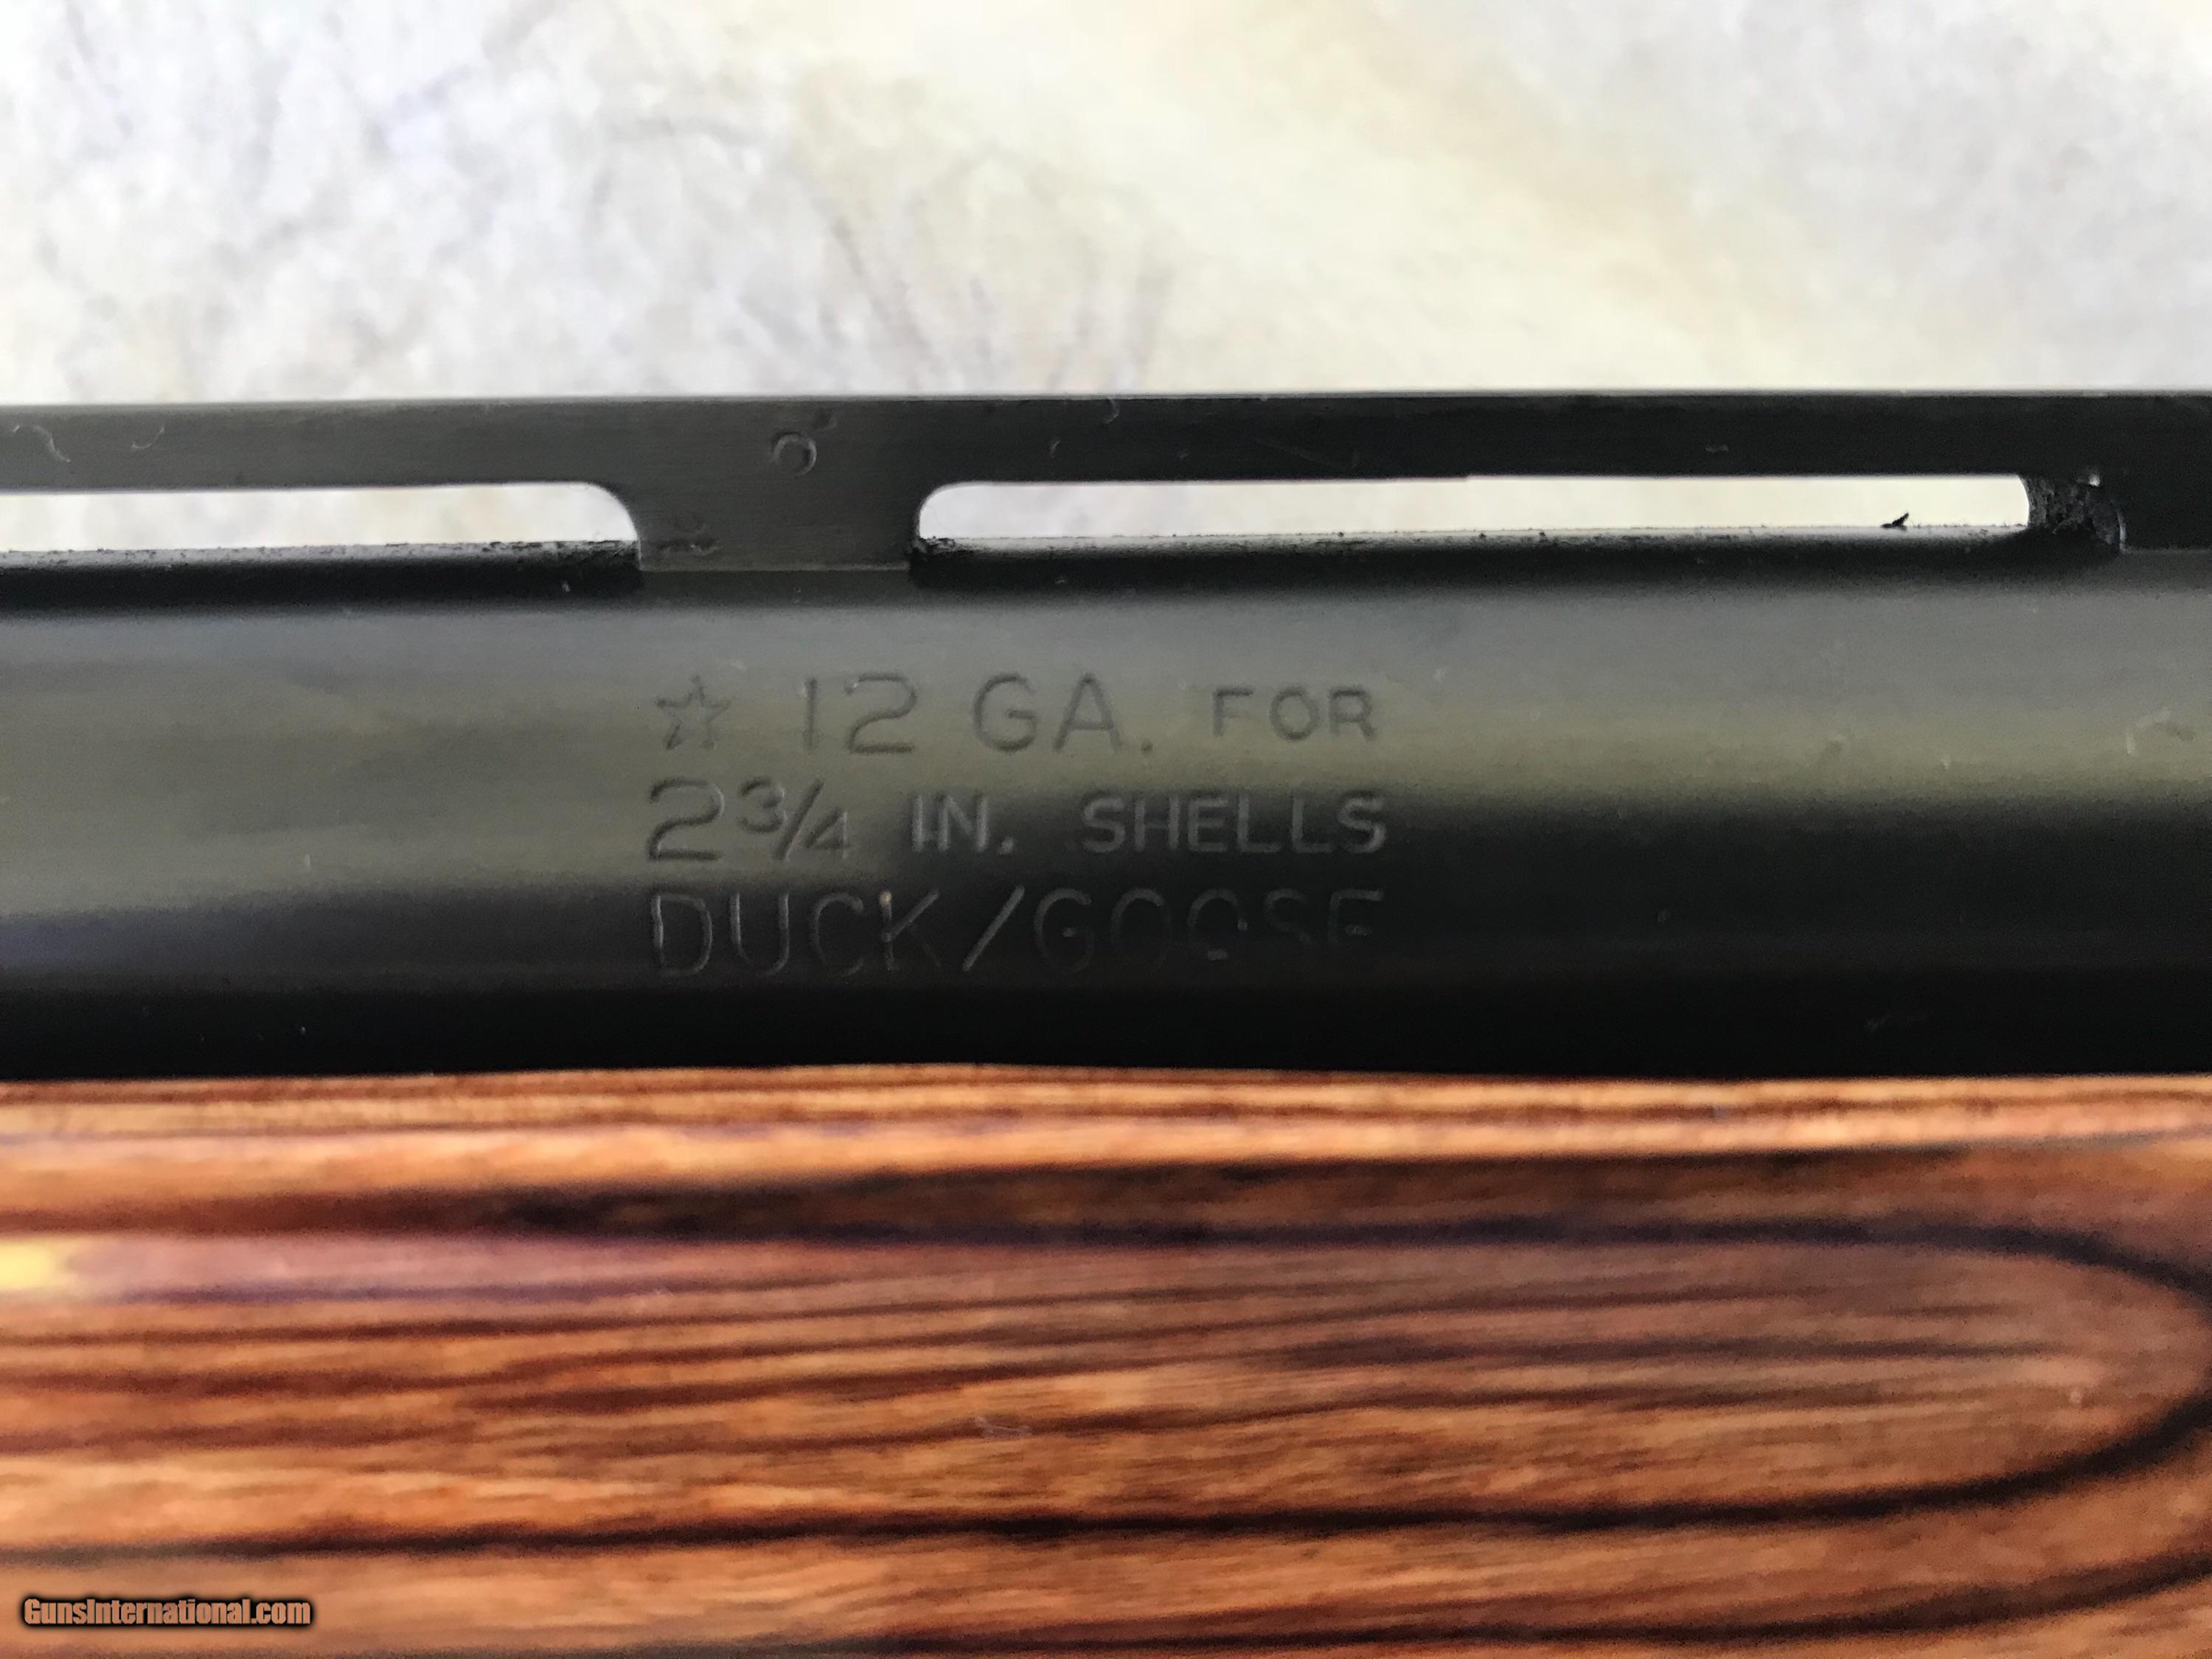 ☆ 12 GA. FOR
2¾ IN. SHELLS
DUCK/GOOSE
GunsInternational.com